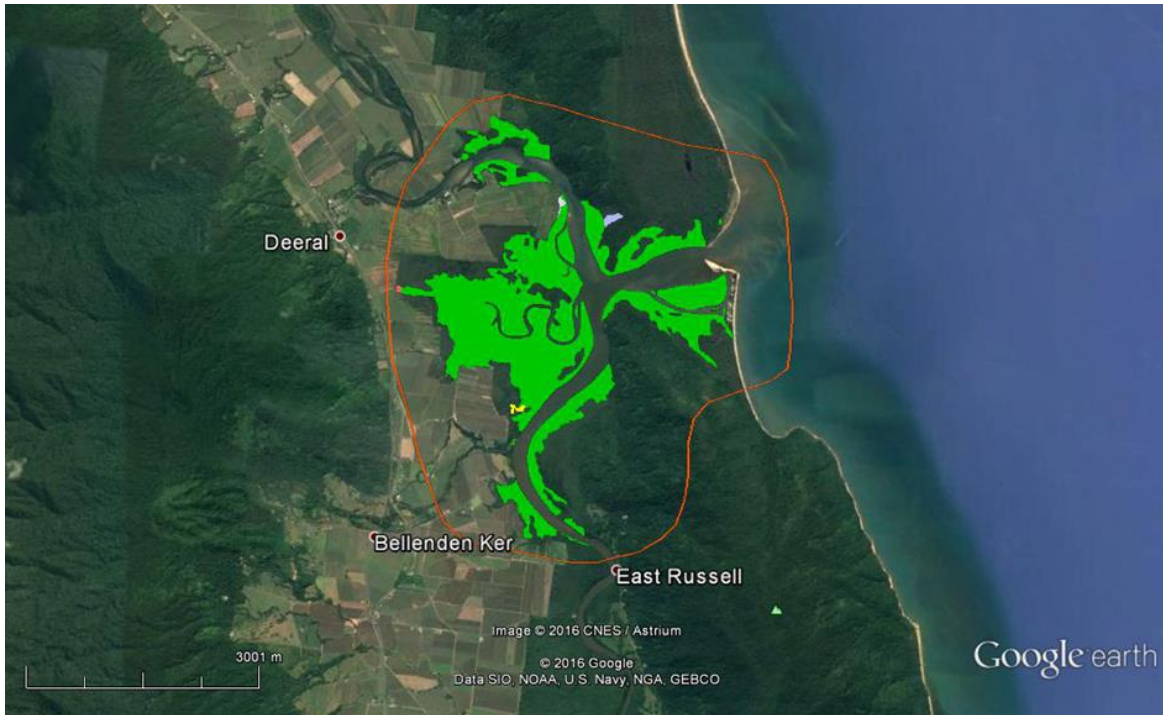 Deeral
Bellenden Ker
East Russell
Image © 2016 CNES / Astrium
3001 m
© 2016 Google
Data SIO, NOAA, U.S. Navy, NGA, GEBCO
Google earth